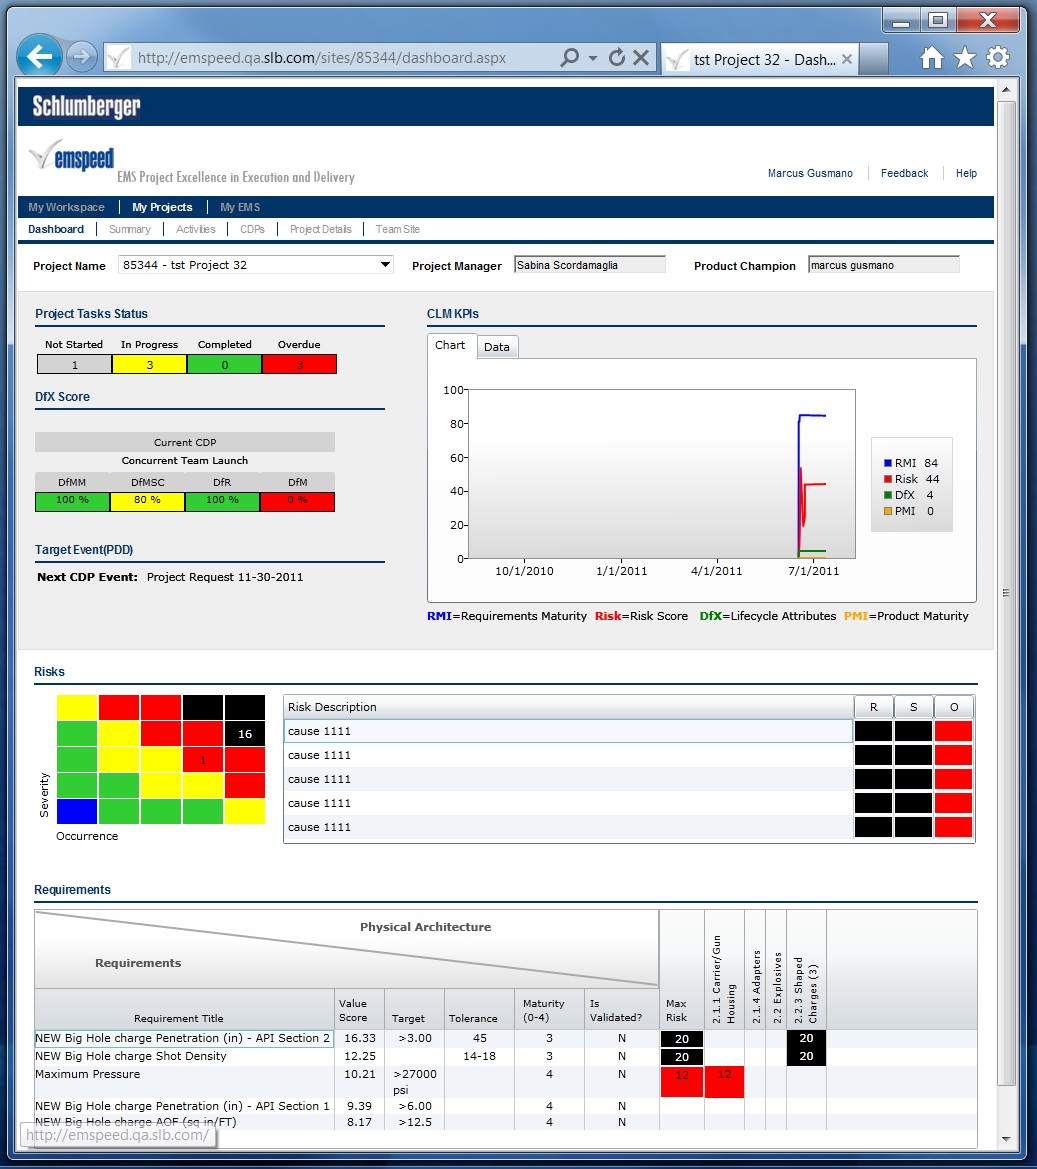 http://emspeed.qa.slb.com/sites/85344/dashboard.aspx
tst Project 32 - Dash...
Schlumberger
emspeed
EMS Project Excellence in Execution and Delivery
Marcus Gusmano Feedback Help
My Workspace My Projects My EMS
Dashboard Summary Activities CDPs Project Details Team Site
Project Name 85344 - tst Project 32 Project Manager Sabina Scordamaglia Product Champion marcus gusmano
Project Tasks Status
Not Started In Progress Completed Overdue
1 3 0 3
DfX Score
Current CDP
Concurrent Team Launch
DfMM DfMSC DfR DfM
100 % 80 % 100 % 0 %
Target Event(PDD)
Next CDP Event: Project Request 11-30-2011
CLM KPIs
Chart Data
100
80
60
40
20
0
10/1/2010 1/1/2011 4/1/2011 7/1/2011
RMI 84
Risk 44
DfX 4
PMI 0
RMI=Requirements Maturity Risk=Risk Score DfX=Lifecycle Attributes PMI=Product Maturity
Risks
Severity
16
1
Occurrence
Risk Description R S O
cause 1111
cause 1111
cause 1111
cause 1111
cause 1111
Requirements
Physical Architecture
Requirements
Requirement Title Value Score Target Tolerance Maturity (0-4) Is Validated? Max Risk 2.1.1 Carrier/Gun Housing 2.1.4 Adapters 2.2 Explosives 2.2.3 Shaped Charges (3)
NEW Big Hole charge Penetration (in) - API Section 2 16.33 >3.00 45 3 N 20 20
NEW Big Hole charge Shot Density 12.25 14-18 3 N 20 20
Maximum Pressure 10.21 >27000 psi 4 N 12 12
NEW Big Hole charge Penetration (in) - API Section 1 9.39 >6.00 4 N
NEW Big Hole charge AOF (sq in/FT) 8.17 >12.5 4 N
http://emspeed.qa.slb.com/